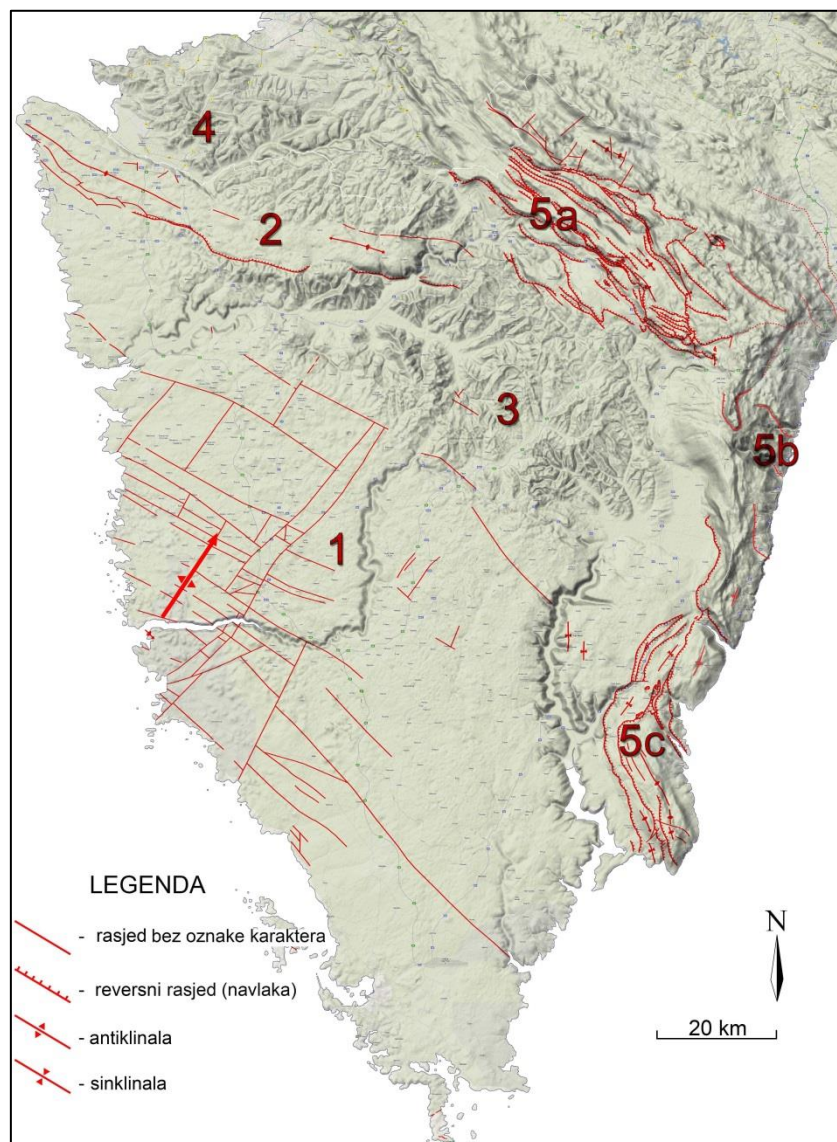 4
5a
2
3
5b
1
5c
LEGENDA
- rasjed bez oznake karaktera
- reversni rasjed (navlaka)
- antiklinala
- sinklinala
N
20 km